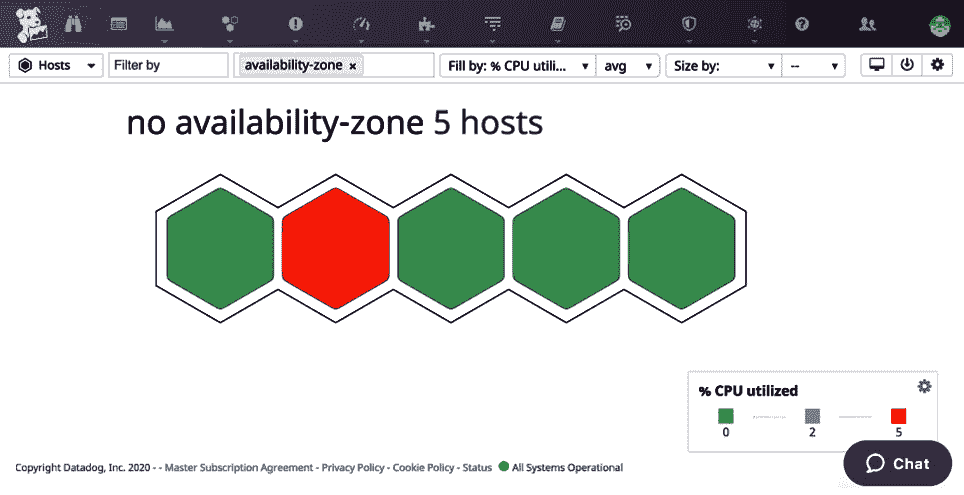 Hosts Filter by availability-zone × Fill by: % CPU utili... avg Size by: --
no availability-zone 5 hosts
% CPU utilized
0 2 5
Copyright Datadog, Inc. 2020 - - Master Subscription Agreement - Privacy Policy - Cookie Policy - Status All Systems Operational
Chat